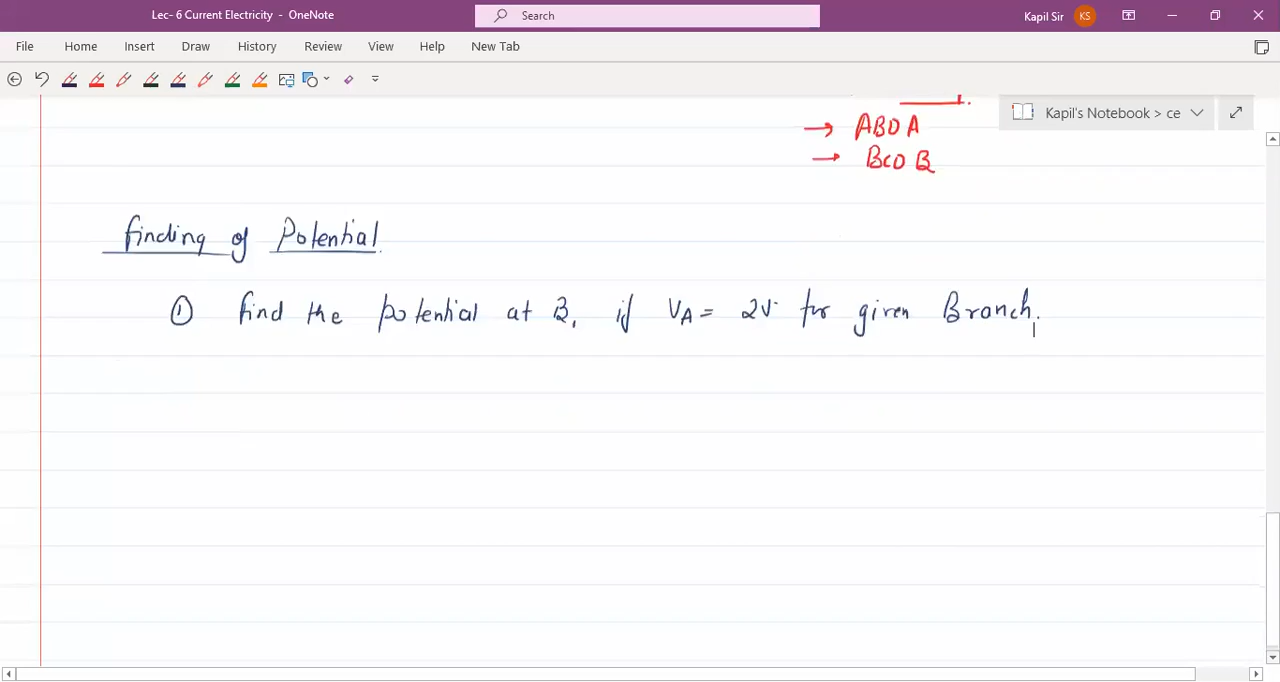 Lec- 6 Current Electricity - OneNote
Search
Kapil Sir KS
File Home Insert Draw History Review View Help New Tab
Kapil's Notebook > ce
→ ABDA
→ BCDB
Finding of Potential
① find the potential at B, if VA = 2V for given Branch.